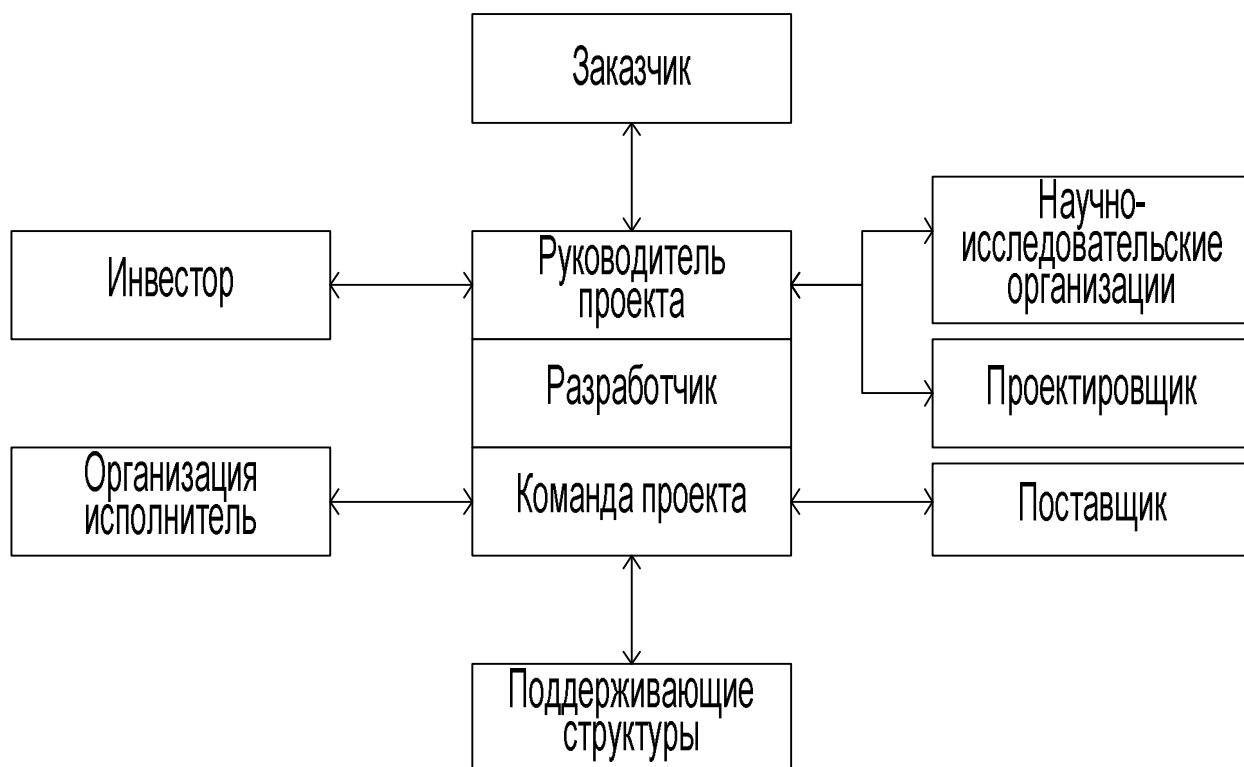 Заказчик
Научно-
исследовательские
организации
Инвестор
Руководитель
проекта
Разработчик
Проектировщик
Организация
исполнитель
Команда проекта
Поставщик
Поддерживающие
структуры